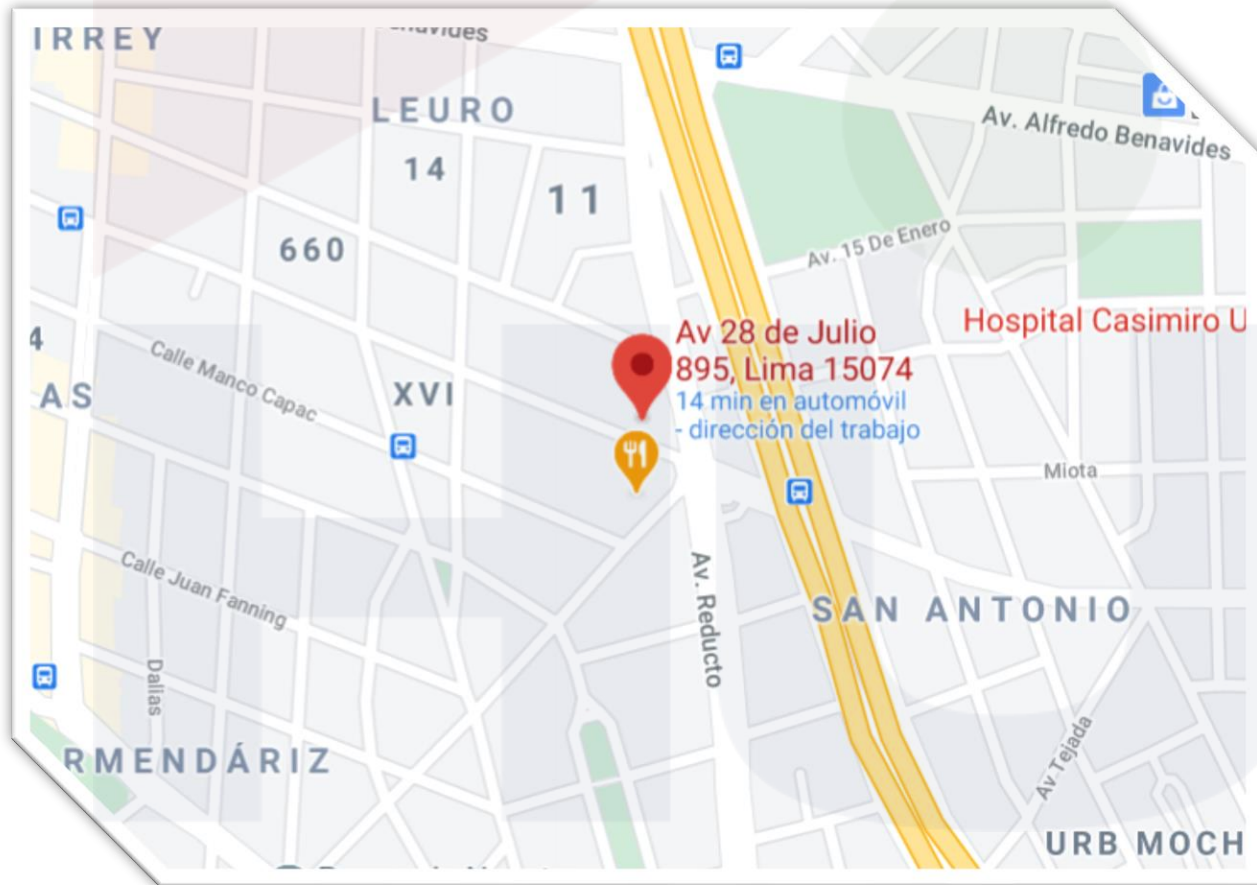 IRREY
LEURO
14
11
660
Av. Alfredo Benavides
Av. 15 De Enero
Hospital Casimiro U
Av 28 de Julio
895, Lima 15074
14 min en automóvil
- dirección del trabajo
4
AS
Calle Manco Capac
XVI
Miota
Calle Juan Fanning
Av. Reducto
SAN ANTONIO
Dalias
RMENDÁRIZ
Av Tejada
URB MOCH